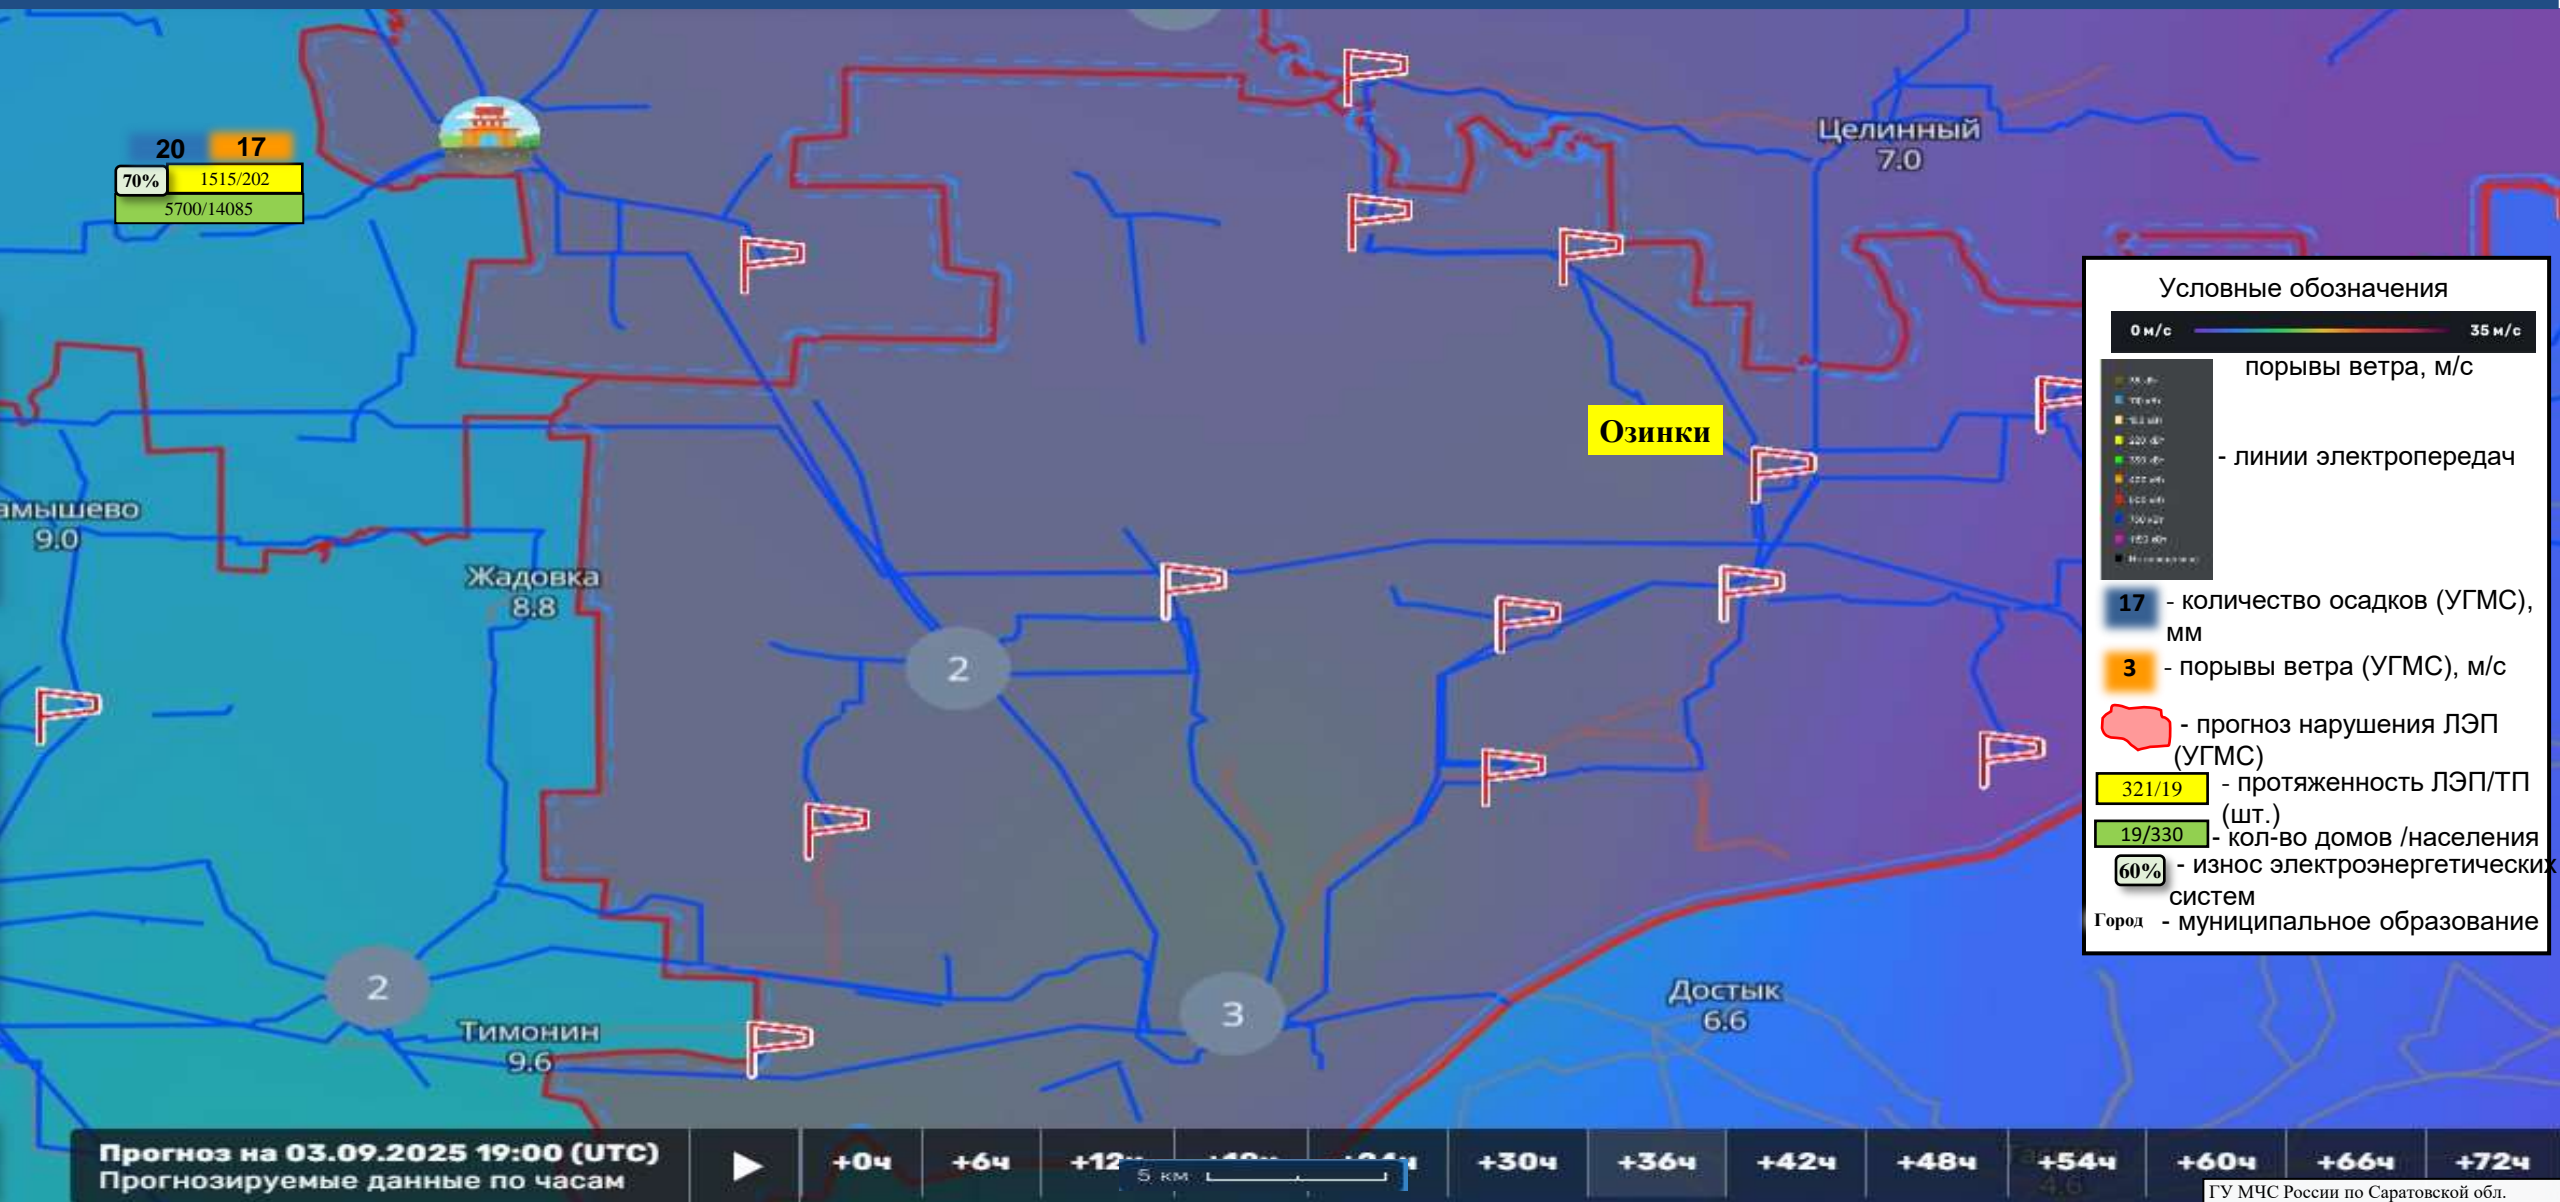 Целинный
7.0
20 17
70% 1515/202
5700/14085
Озинки
амышево
9.0
Жадовка
8.8
2
2
3
Тимонин
9.6
Достык
6.6
Условные обозначения
0 м/с 35 м/с
порывы ветра, м/с
- линии электропередач
17 - количество осадков (УГМС),
мм
3 - порывы ветра (УГМС), м/с
- прогноз нарушения ЛЭП
(УГМС)
321/19 - протяженность ЛЭП/ТП
(шт.)
19/330 - кол-во домов /населения
60% - износ электроэнергетических
систем
Город - муниципальное образование
Прогноз на 03.09.2025 19:00 (UTC)
Прогнозируемые данные по часам
+0ч +6ч +12ч +30ч +36ч +42ч +48ч +54ч +60ч +66ч +72ч
5 км
4.6
ГУ МЧС России по Саратовской обл.